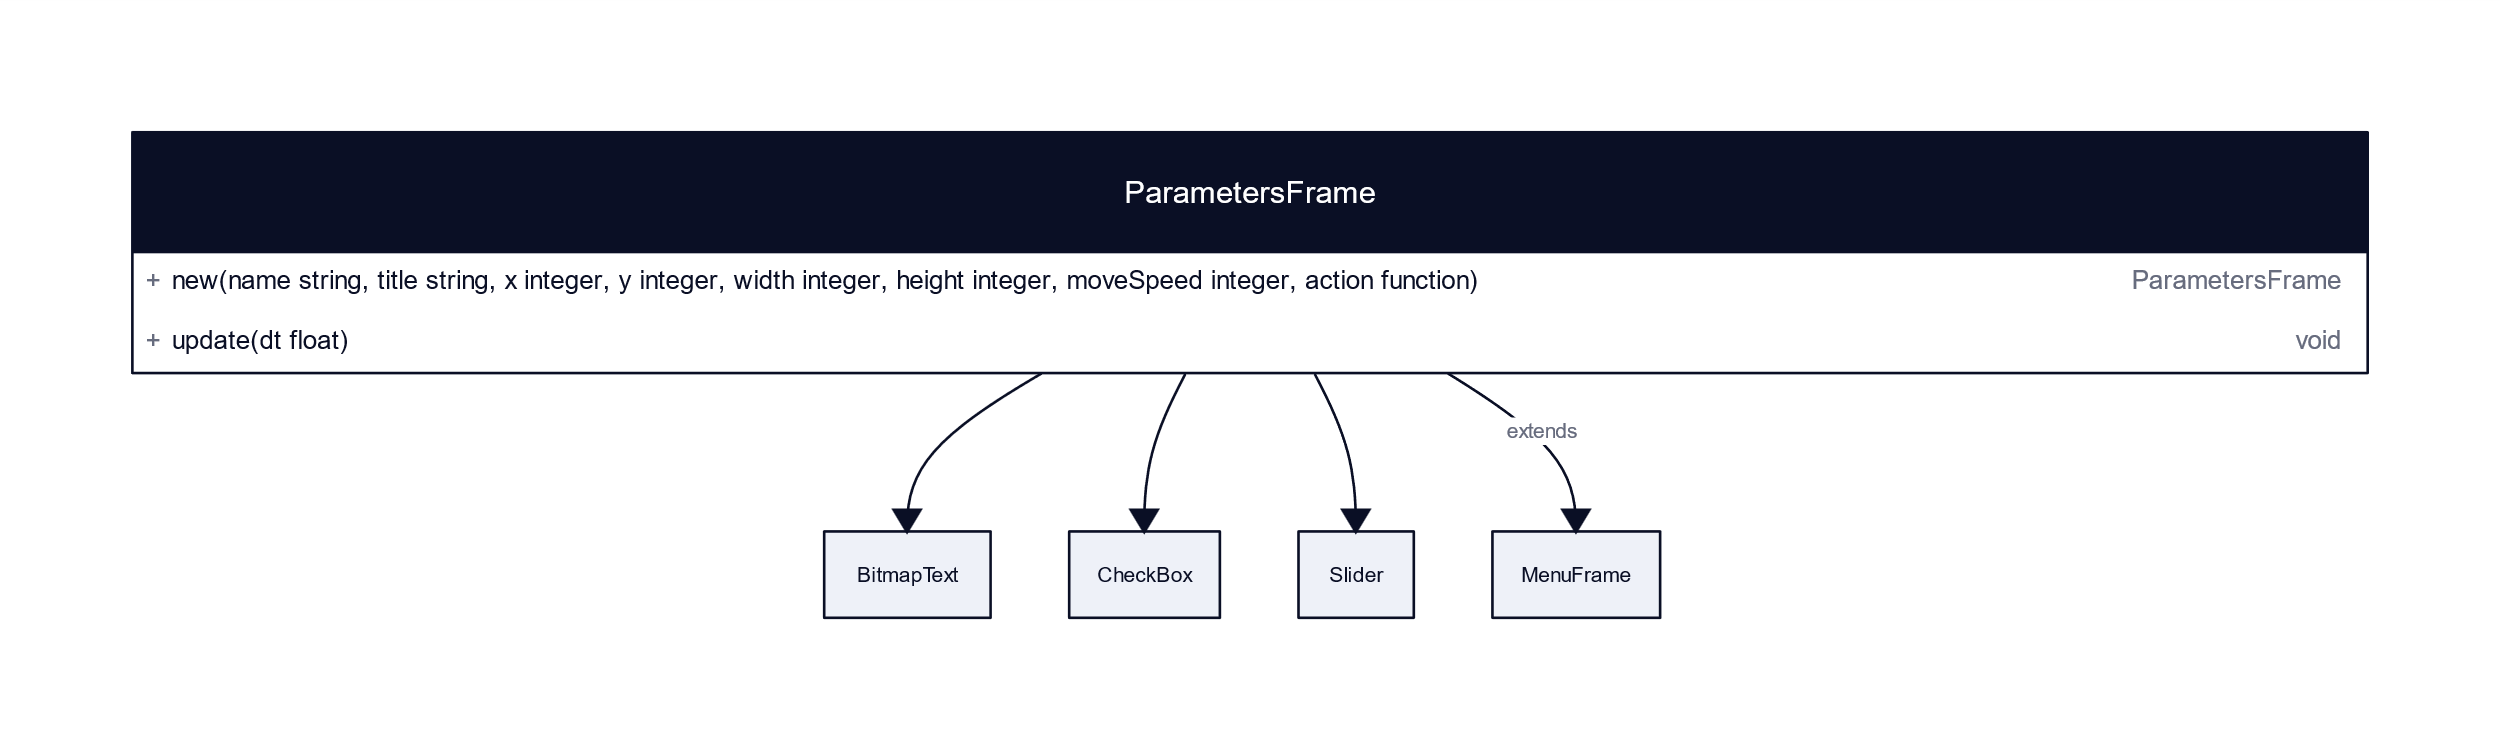 ParametersFrame
+ new(name string, title string, x integer, y integer, width integer, height integer, moveSpeed integer, action function) ParametersFrame
+ update(dt float) void
extends
BitmapText CheckBox Slider MenuFrame